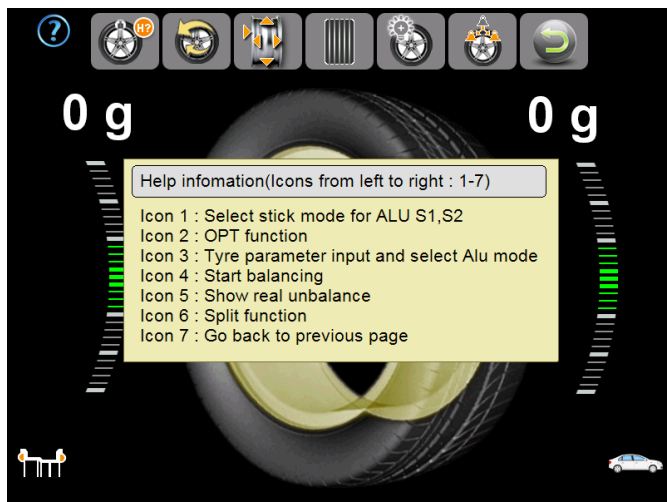 ?
H?
0 g
0 g
Help infomation(Icons from left to right : 1-7)
Icon 1 : Select stick mode for ALU S1,S2
Icon 2 : OPT function
Icon 3 : Tyre parameter input and select Alu mode
Icon 4 : Start balancing
Icon 5 : Show real unbalance
Icon 6 : Split function
Icon 7 : Go back to previous page